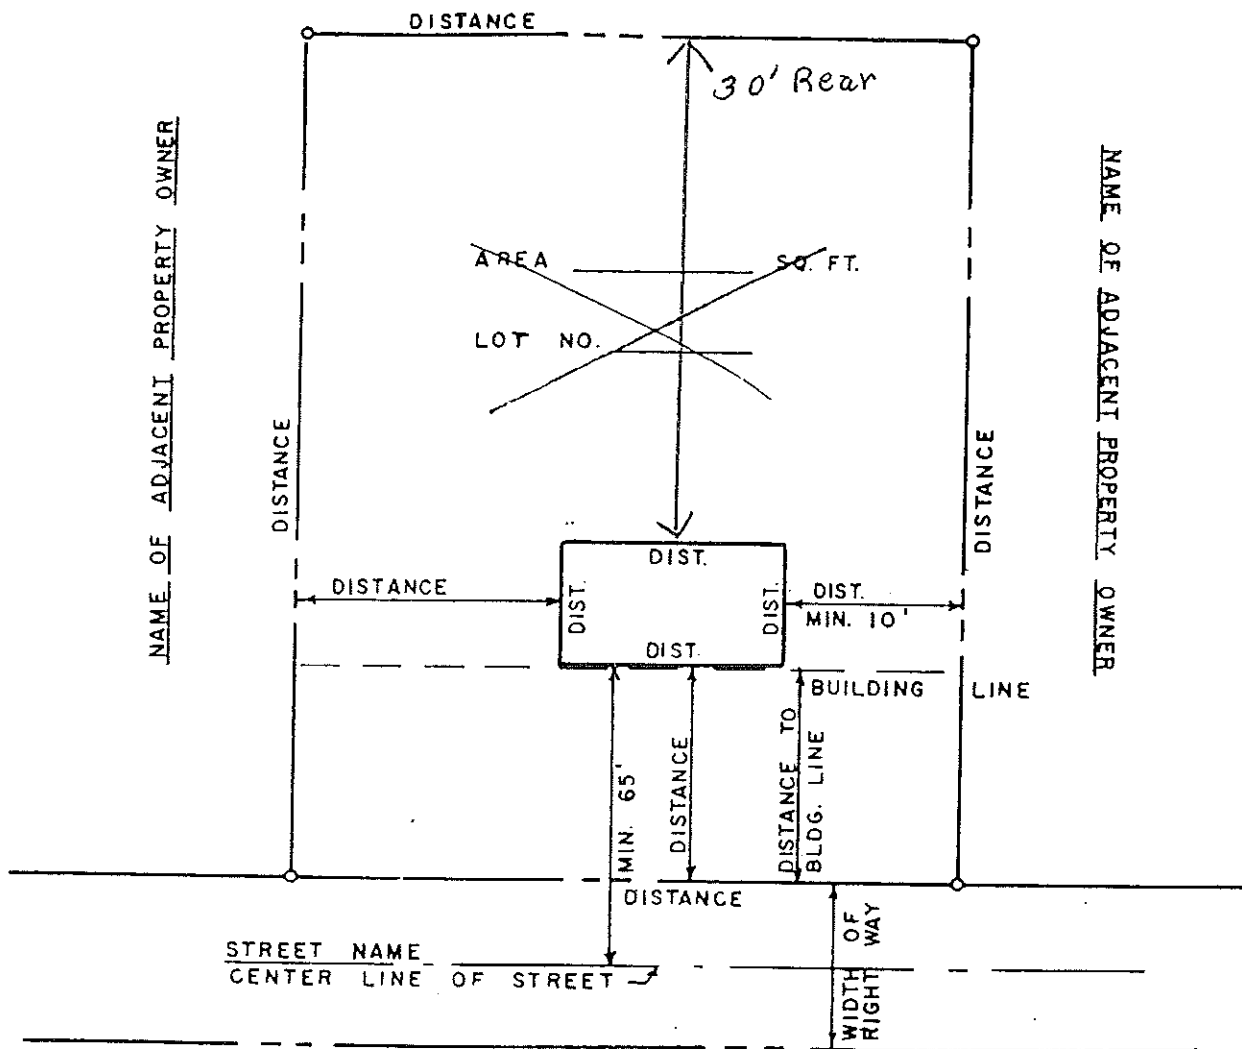 DISTANCE
30' Rear
NAME OF ADJACENT PROPERTY OWNER
NAME OF ADJACENT PROPERTY OWNER
AREA SQ. FT.
LOT NO.
DISTANCE
DISTANCE
DIST.
DISTANCE
DIST.
DIST.
DIST.
MIN. 10'
DIST.
BUILDING LINE
MIN. 65'
DISTANCE
DISTANCE TO
BLDG. LINE
DISTANCE
STREET NAME
CENTER LINE OF STREET
WIDTH OF
RIGHT WAY